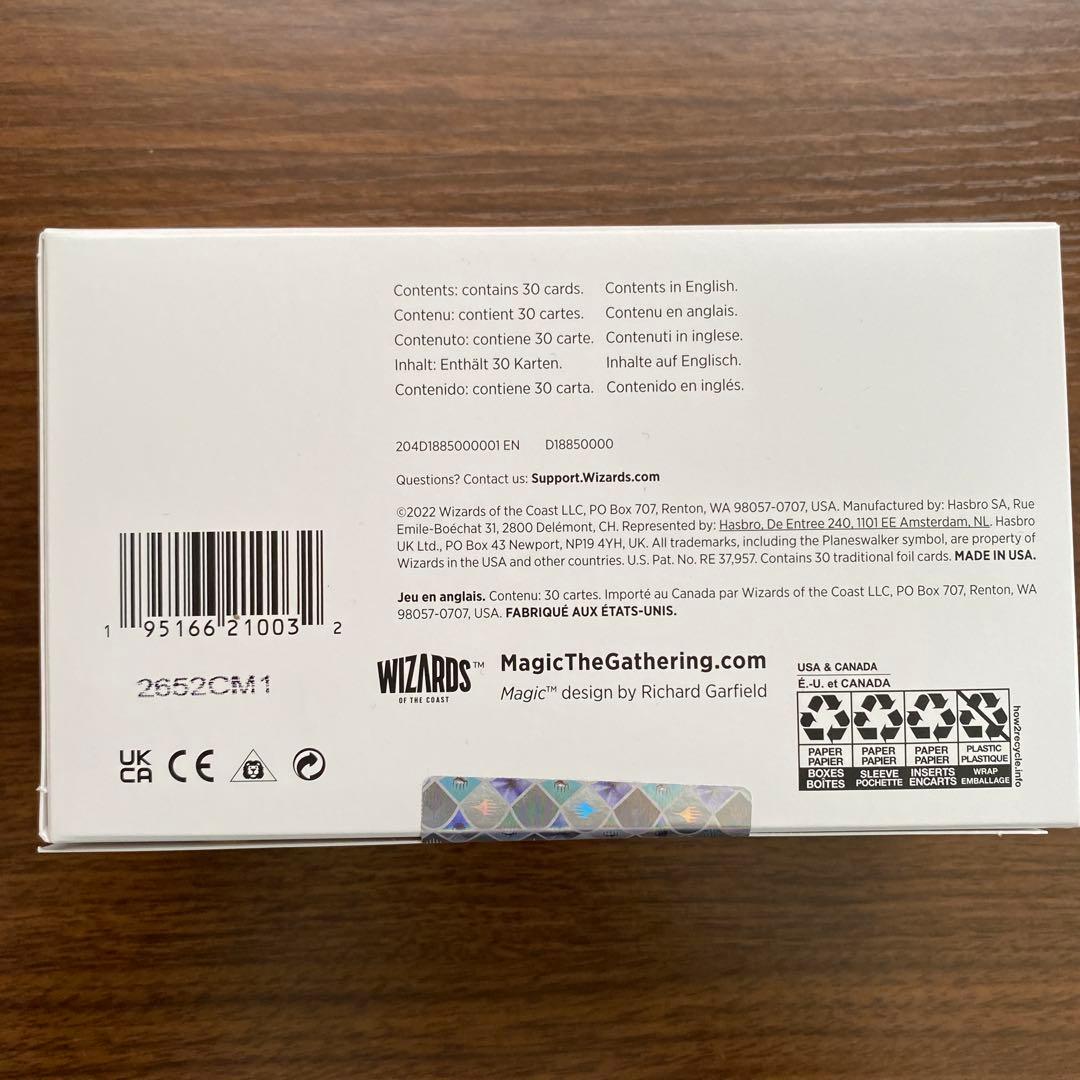 Contents: contains 30 cards. Contents in English.
Contenu: contient 30 cartes. Contenu en anglais.
Contenuto: contiene 30 carte. Contenuti in inglese.
Inhalt: Enthält 30 Karten. Inhalte auf Englisch.
Contenido: contiene 30 carta. Contenido en inglés.
204D1885000001 EN D18850000
Questions? Contact us: Support.Wizards.com
©2022 Wizards of the Coast LLC, PO Box 707, Renton, WA 98057-0707, USA. Manufactured by: Hasbro SA, Rue
Emile-Boéchat 31, 2800 Delémont, CH. Represented by: Hasbro, De Entree 240, 1101 EE Amsterdam, NL. Hasbro
UK Ltd., PO Box 43 Newport, NP19 4YH, UK. All trademarks, including the Planeswalker symbol, are property of
Wizards in the USA and other countries. U.S. Pat. No. RE 37,957. Contains 30 traditional foil cards. MADE IN USA.
Jeu en anglais. Contenu: 30 cartes. Importé au Canada par Wizards of the Coast LLC, PO Box 707, Renton, WA
98057-0707, USA. FABRIQUÉ AUX ÉTATS-UNIS.
1 95166 21003 2
2652CM1
UK
CA
CE
WIZARDS™
OF THE COAST
MagicTheGathering.com
Magic™ design by Richard Garfield
USA & CANADA
É.-U. et CANADA
PAPER PAPER PAPER PLASTIC
PAPIER PAPIER PAPIER PLASTIQUE
BOXES SLEEVE INSERTS WRAP
BOÎTES POCHETTE ENCARTS EMBALLAGE
how2recycle.info